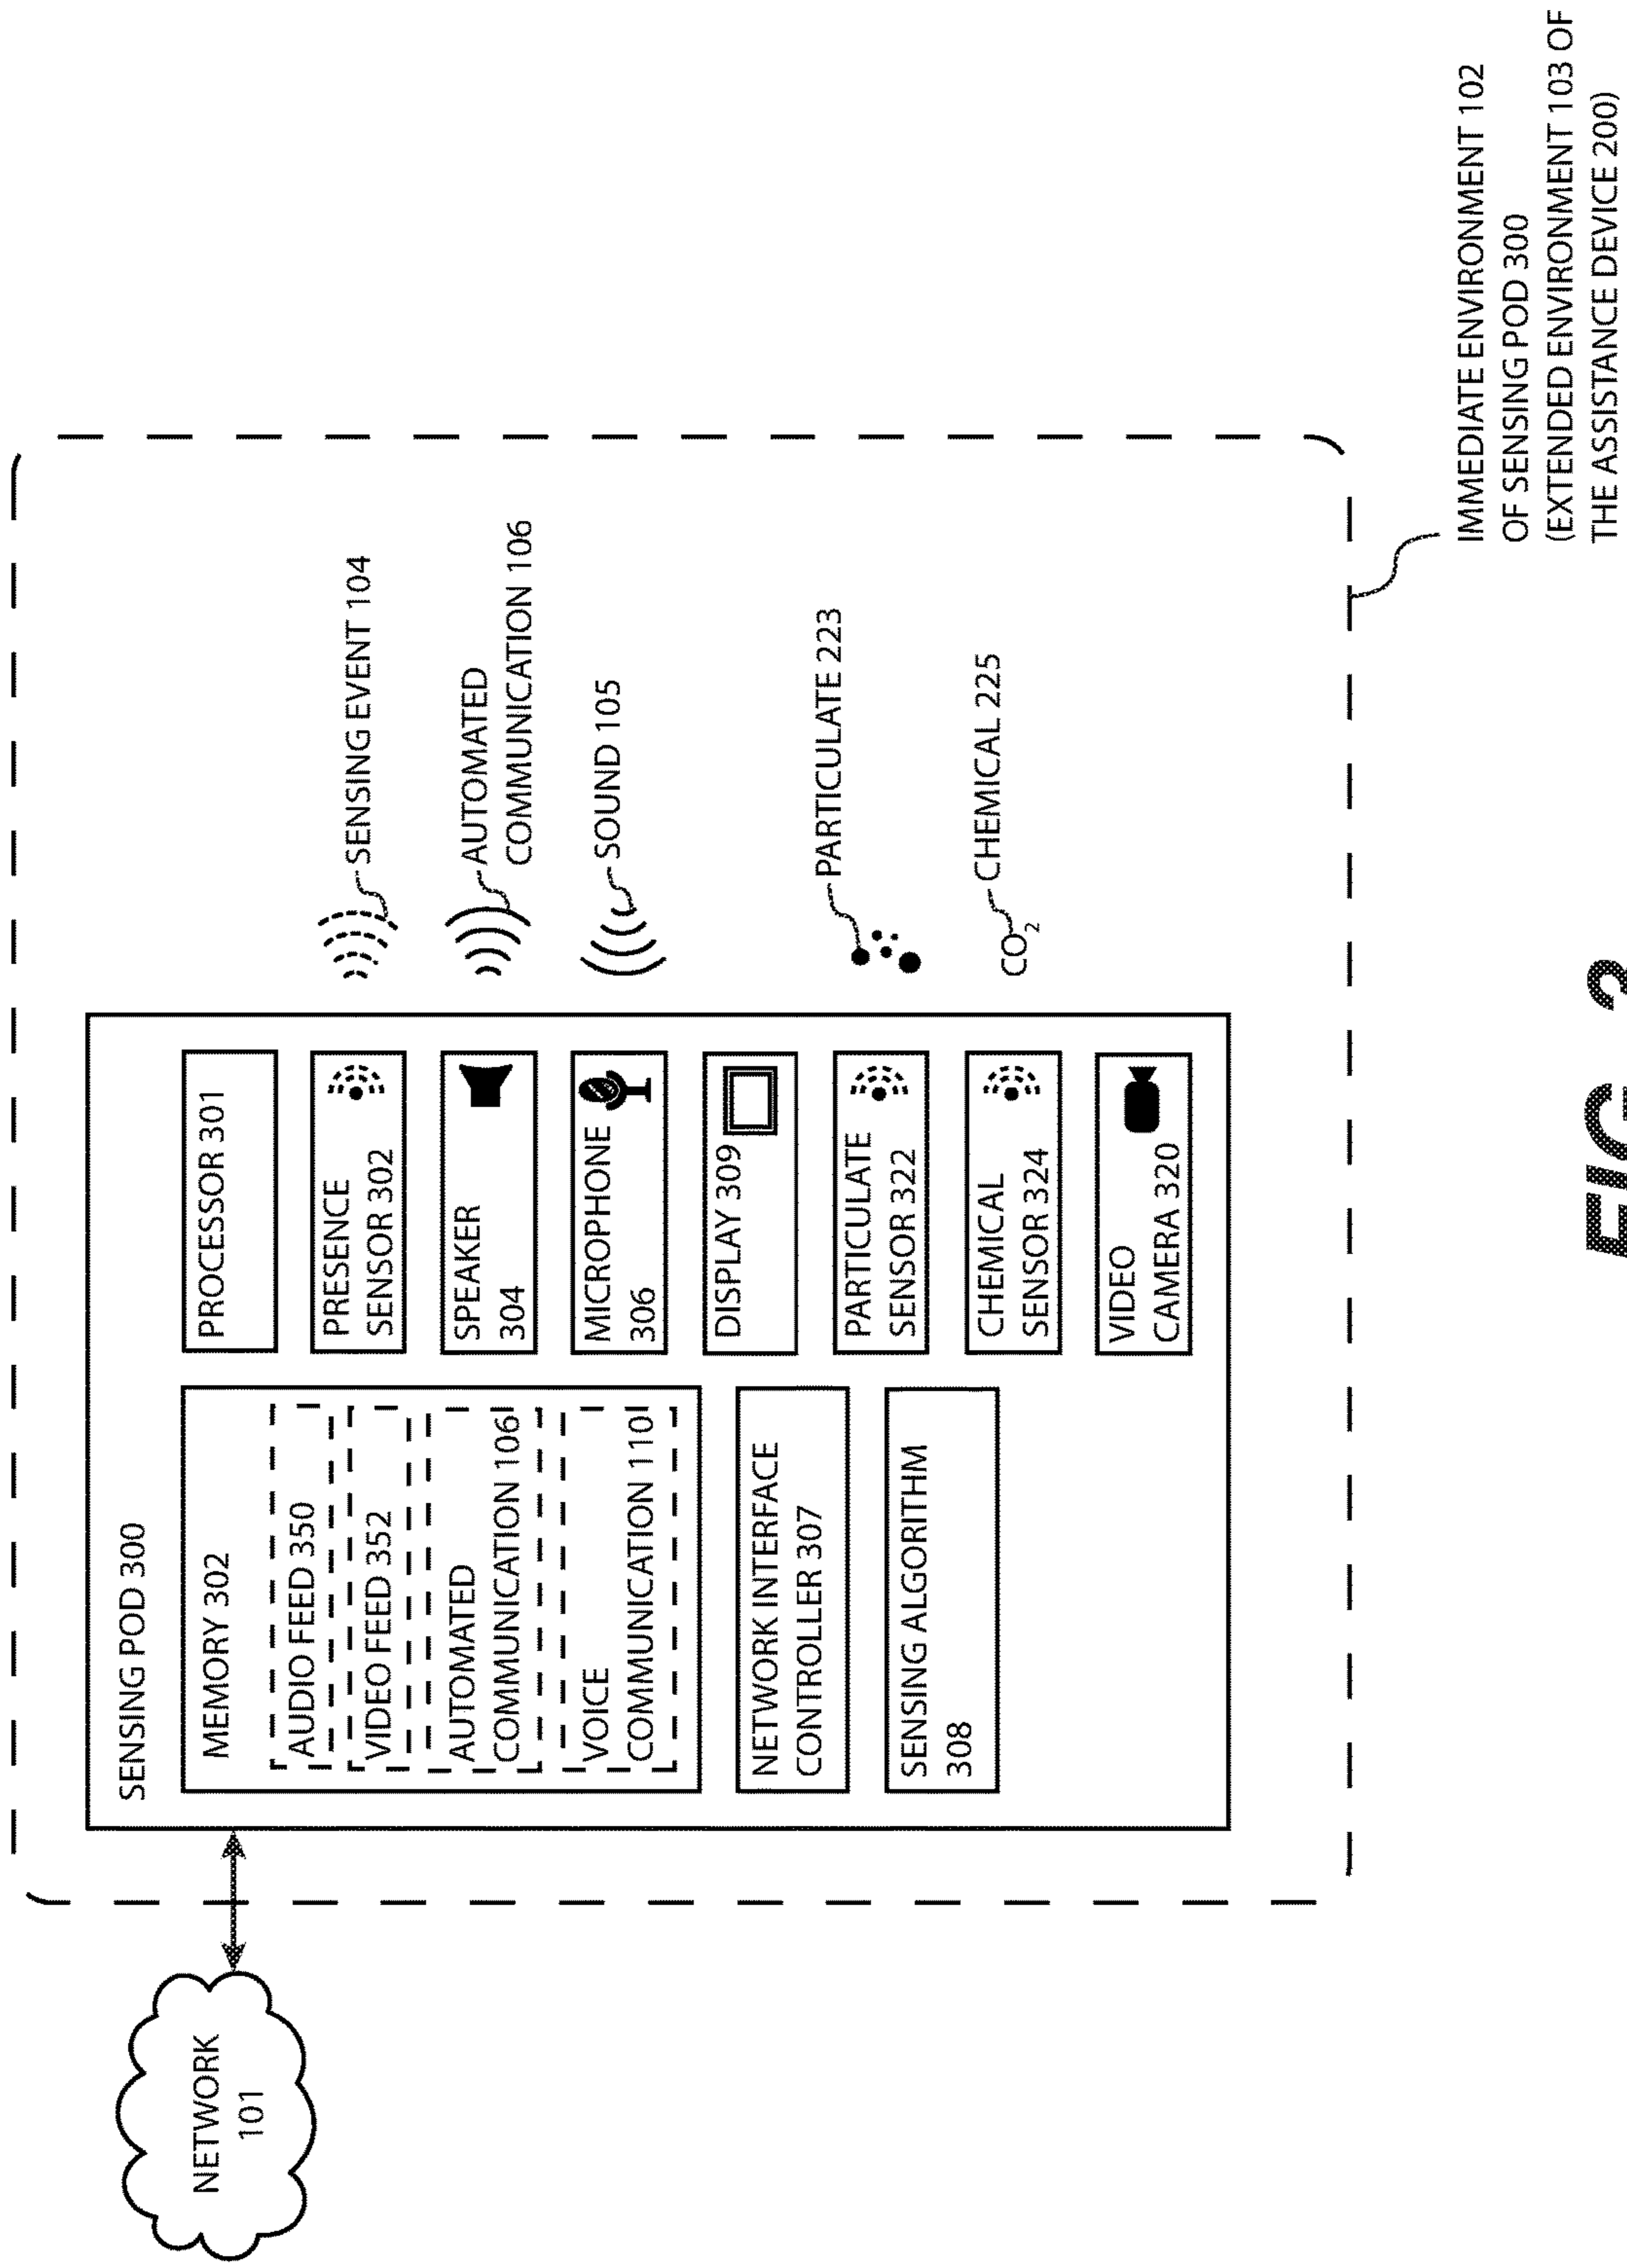 NETWORK
101
SENSING POD 300
MEMORY 302
AUDIO FEED 350
VIDEO FEED 352
AUTOMATED
COMMUNICATION 106
VOICE
COMMUNICATION 110
NETWORK INTERFACE
CONTROLLER 307
SENSING ALGORITHM
308
PROCESSOR 301
PRESENCE
SENSOR 302
SPEAKER
304
MICROPHONE
306
DISPLAY 309
PARTICULATE
SENSOR 322
CHEMICAL
SENSOR 324
VIDEO
CAMERA 320
SENSING EVENT 104
AUTOMATED
COMMUNICATION 106
SOUND 105
PARTICULATE 223
CO2
CHEMICAL 225
IMMEDIATE ENVIRONMENT 102
OF SENSING POD 300
(EXTENDED ENVIRONMENT 103 OF
THE ASSISTANCE DEVICE 200)
FIG. 3